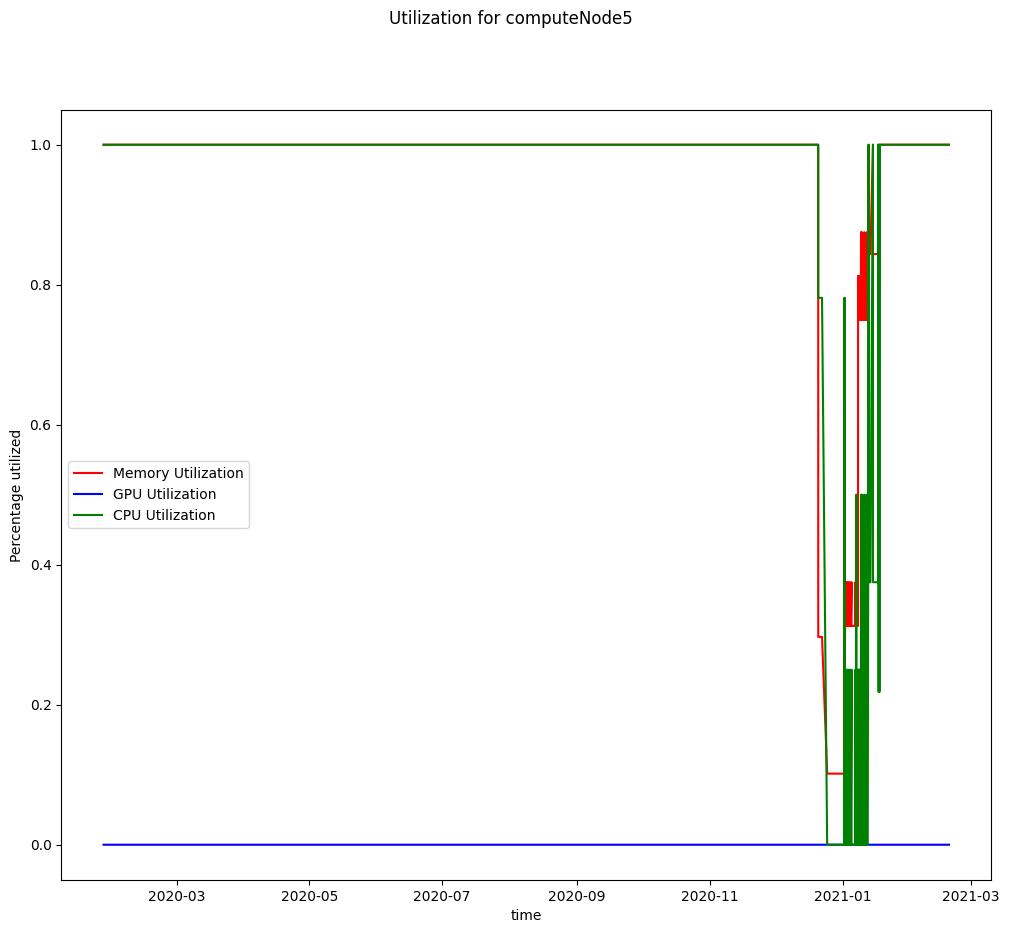 Utilization for computeNode5
1.0
0.8
0.6
0.4
0.2
0.0
Percentage utilized
Memory Utilization
GPU Utilization
CPU Utilization
2020-03 2020-05 2020-07 2020-09 2020-11 2021-01 2021-03
time